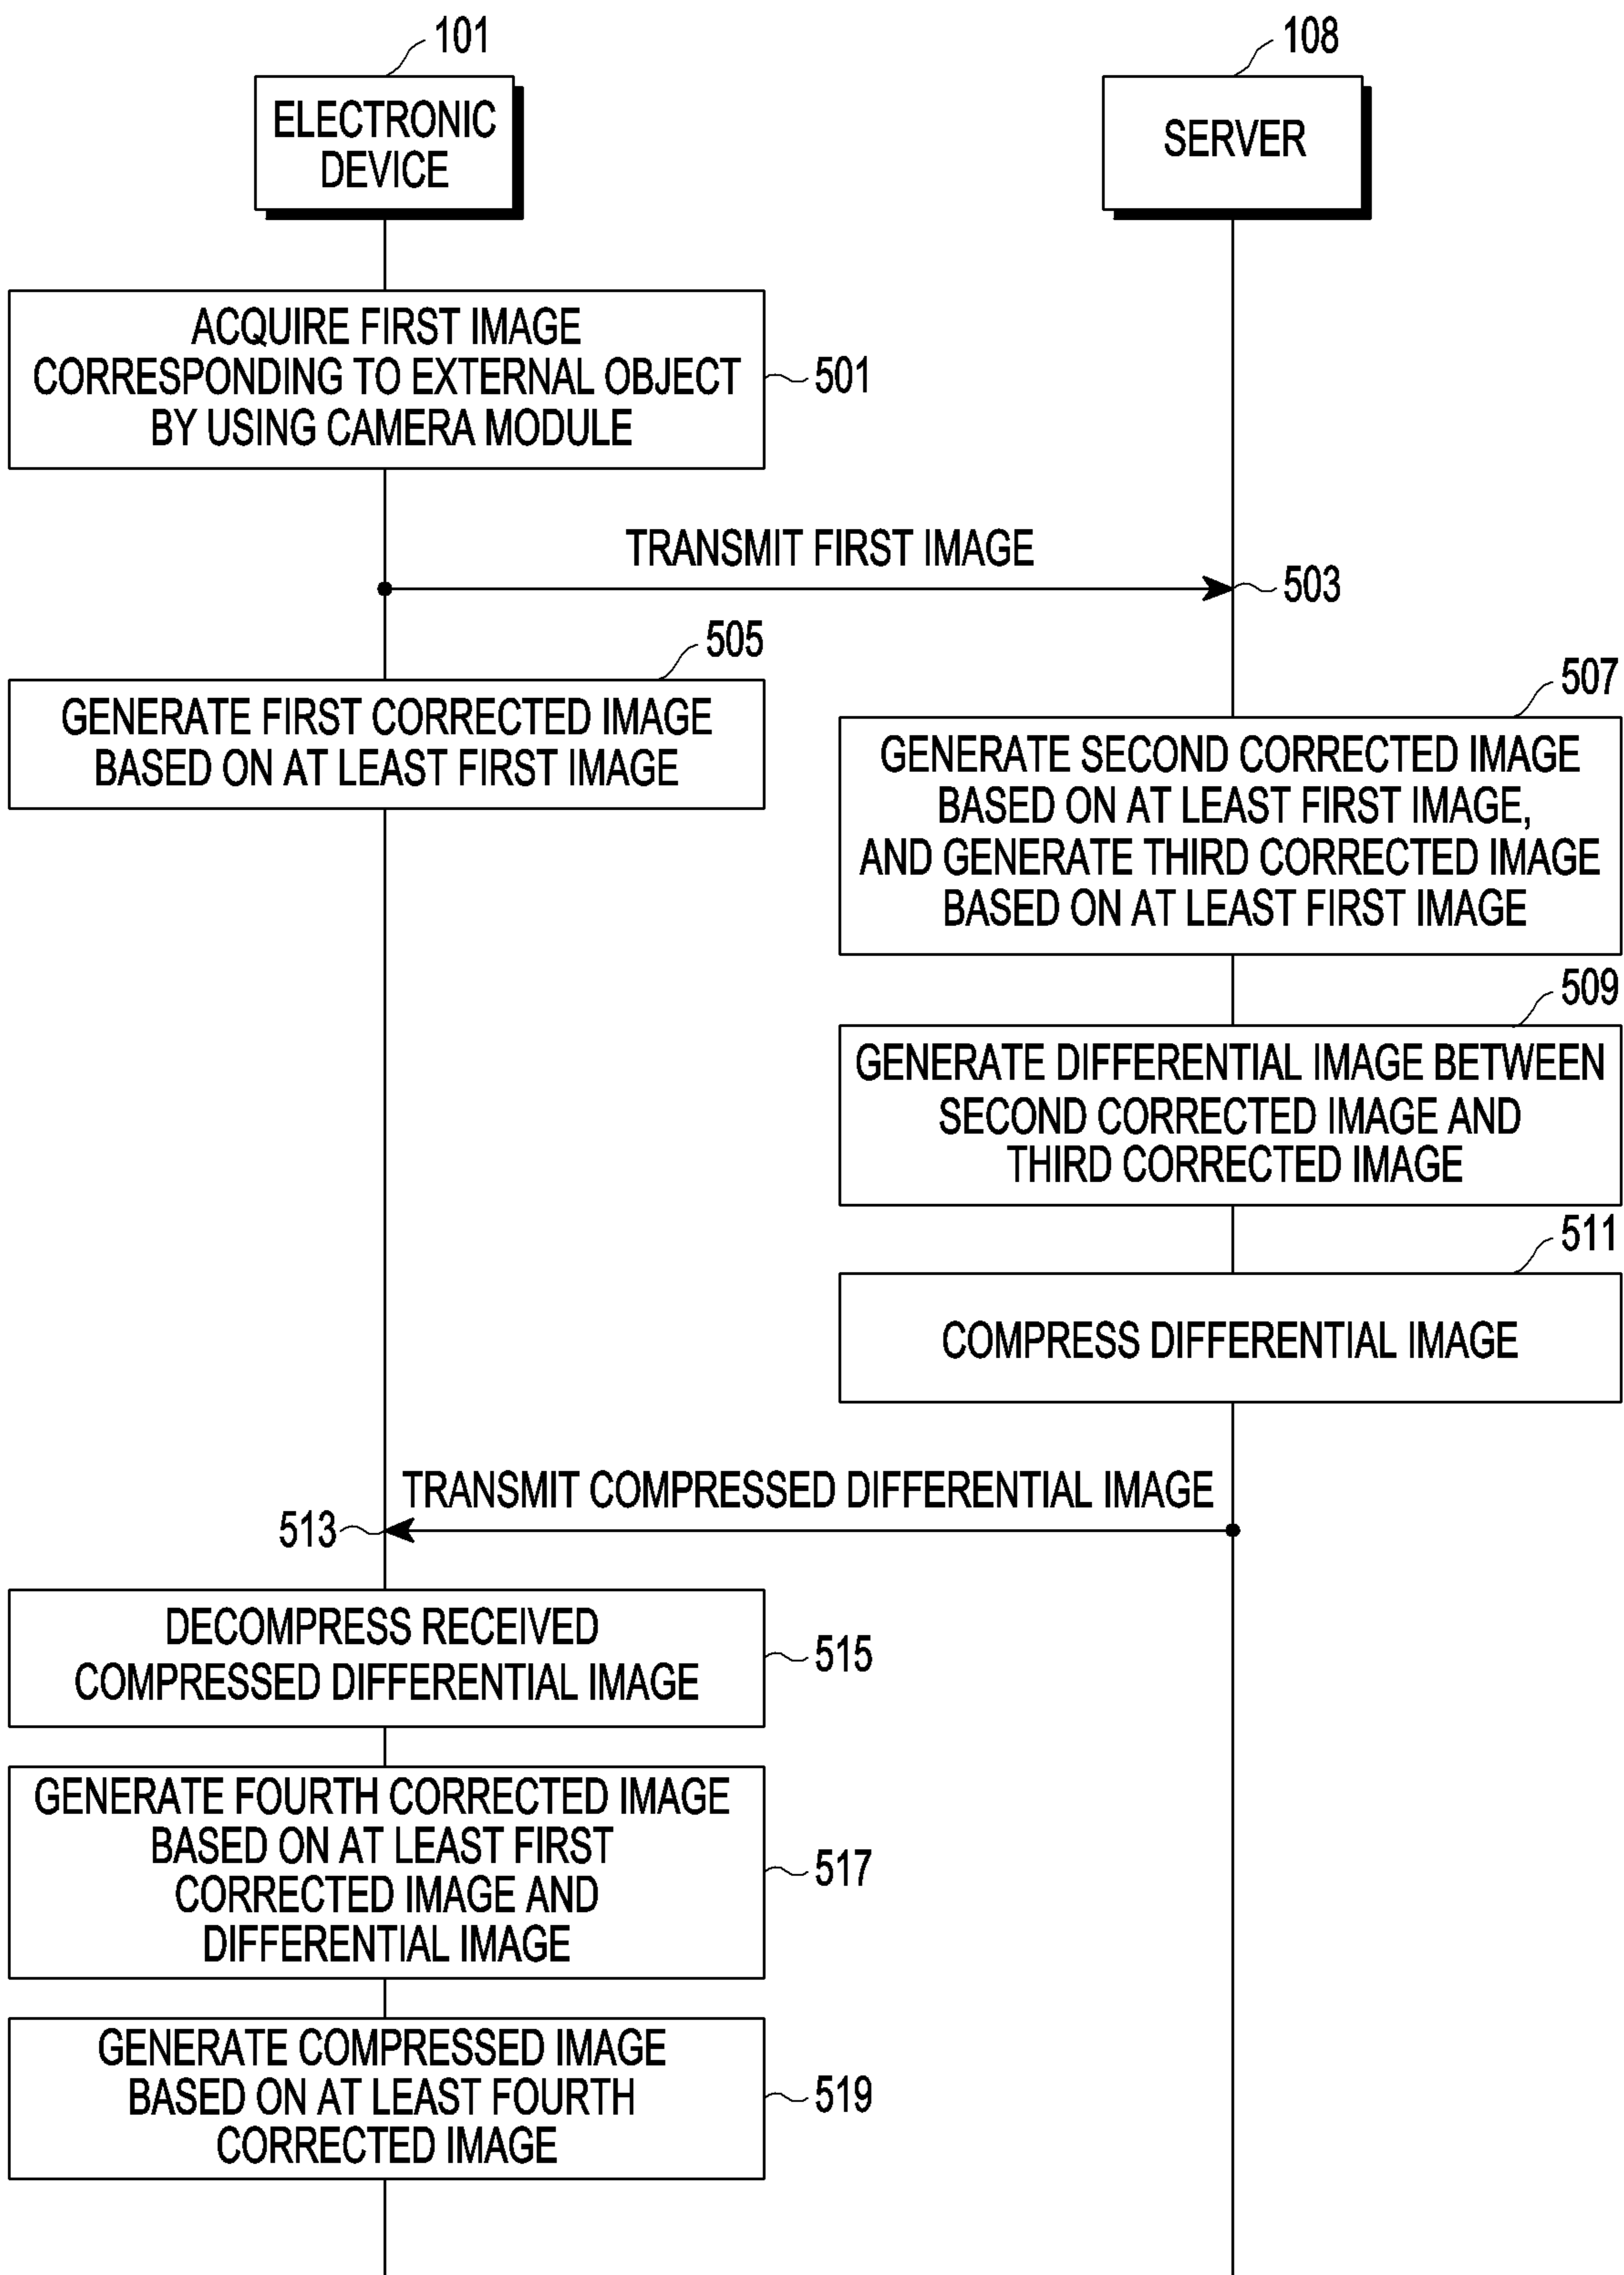 101
108
ELECTRONIC
DEVICE
SERVER
ACQUIRE FIRST IMAGE
CORRESPONDING TO EXTERNAL OBJECT
BY USING CAMERA MODULE
501
TRANSMIT FIRST IMAGE
503
505
GENERATE FIRST CORRECTED IMAGE
BASED ON AT LEAST FIRST IMAGE
507
GENERATE SECOND CORRECTED IMAGE
BASED ON AT LEAST FIRST IMAGE,
AND GENERATE THIRD CORRECTED IMAGE
BASED ON AT LEAST FIRST IMAGE
509
GENERATE DIFFERENTIAL IMAGE BETWEEN
SECOND CORRECTED IMAGE AND
THIRD CORRECTED IMAGE
511
COMPRESS DIFFERENTIAL IMAGE
TRANSMIT COMPRESSED DIFFERENTIAL IMAGE
513
DECOMPRESS RECEIVED
COMPRESSED DIFFERENTIAL IMAGE
515
GENERATE FOURTH CORRECTED IMAGE
BASED ON AT LEAST FIRST
CORRECTED IMAGE AND
DIFFERENTIAL IMAGE
517
GENERATE COMPRESSED IMAGE
BASED ON AT LEAST FOURTH
CORRECTED IMAGE
519